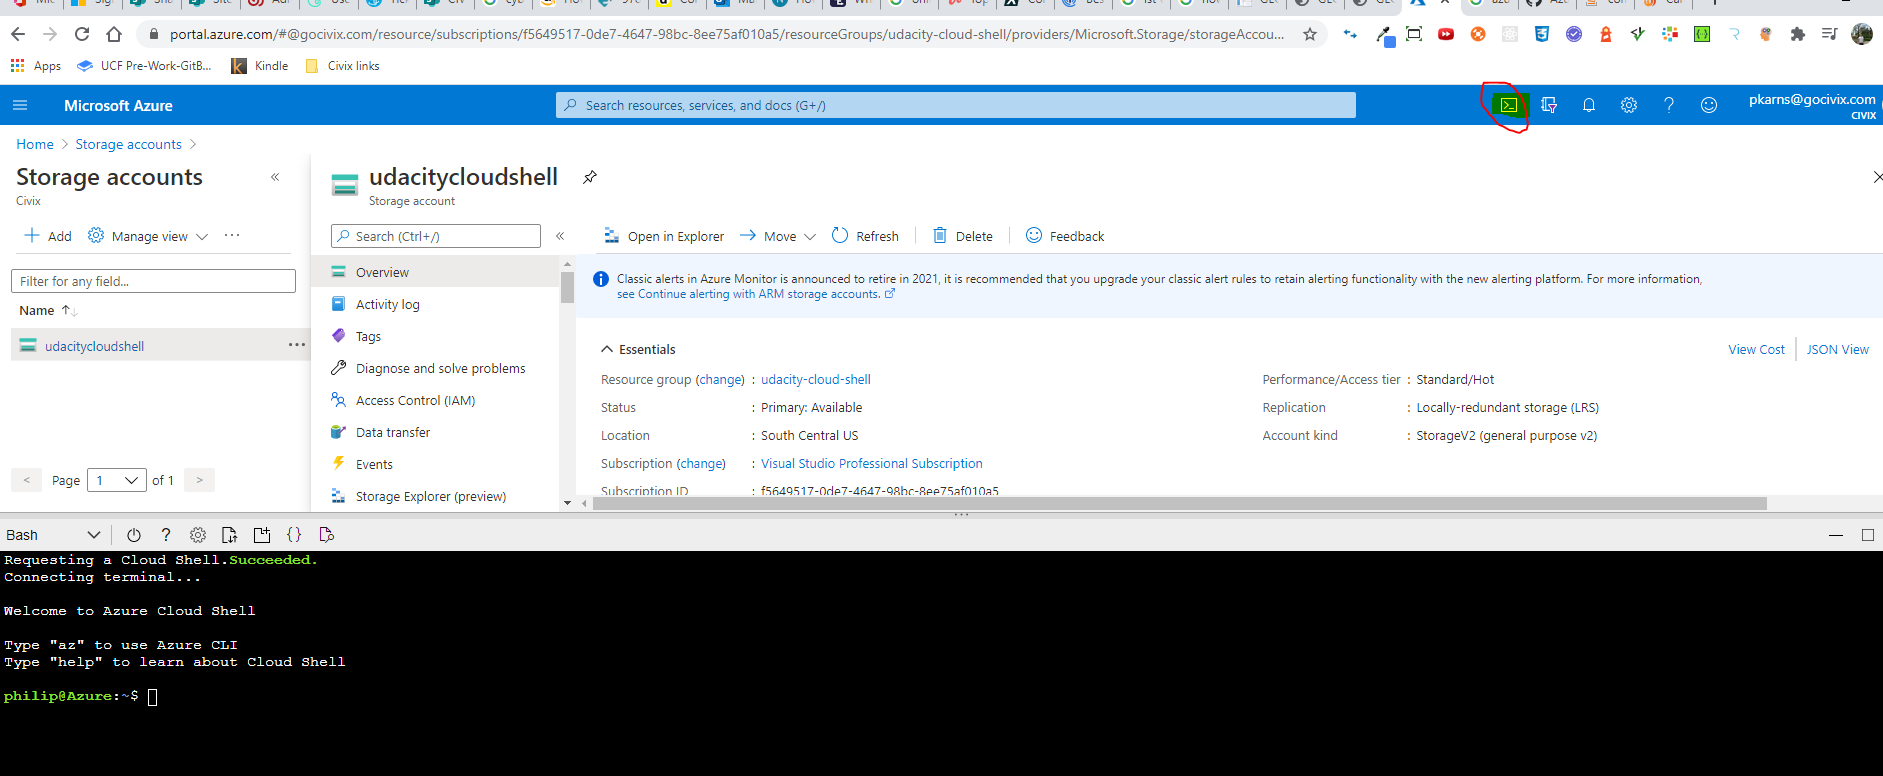 portal.azure.com/#@gocivix.com/resource/subscriptions/f5649517-0de7-4647-98bc-8ee75af010a5/resourceGroups/udacity-cloud-shell/providers/Microsoft.Storage/storageAccou...
Apps UCF Pre-Work-GitB... Kindle Civix links
Microsoft Azure
Search resources, services, and docs (G+/)
pkarns@gocivix.com
CIVIX
Home > Storage accounts >
Storage accounts
Civix
Add Manage view ...
Filter for any field...
Name
udacitycloudshell ...
< Page 1 of 1 >
udacitycloudshell
Storage account
Search (Ctrl+/)
Overview
Activity log
Tags
Diagnose and solve problems
Access Control (IAM)
Data transfer
Events
Storage Explorer (preview)
Open in Explorer Move Refresh Delete Feedback
Classic alerts in Azure Monitor is announced to retire in 2021, it is recommended that you upgrade your classic alert rules to retain alerting functionality with the new alerting platform. For more information,
see Continue alerting with ARM storage accounts.
Essentials
View Cost JSON View
Resource group (change) : udacity-cloud-shell
Status : Primary: Available
Location : South Central US
Subscription (change) : Visual Studio Professional Subscription
Subscription ID : f5649517-0de7-4647-98bc-8ee75af010a5
Performance/Access tier : Standard/Hot
Replication : Locally-redundant storage (LRS)
Account kind : StorageV2 (general purpose v2)
Bash
Requesting a Cloud Shell.Succeeded.
Connecting terminal...
Welcome to Azure Cloud Shell
Type "az" to use Azure CLI
Type "help" to learn about Cloud Shell
philip@Azure:~$